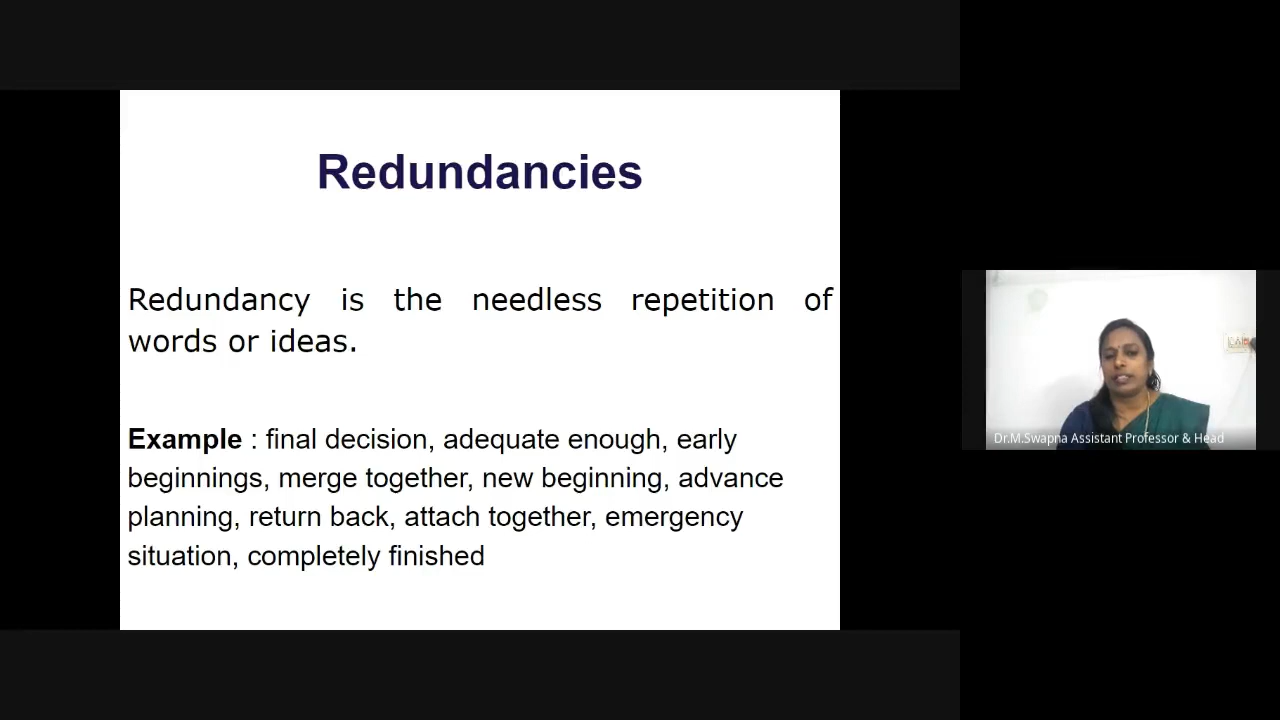 Redundancies
Redundancy is the needless repetition of
words or ideas.
Example : final decision, adequate enough, early
beginnings, merge together, new beginning, advance
planning, return back, attach together, emergency
situation, completely finished
Dr.M.Swapna Assistant Professor & Head